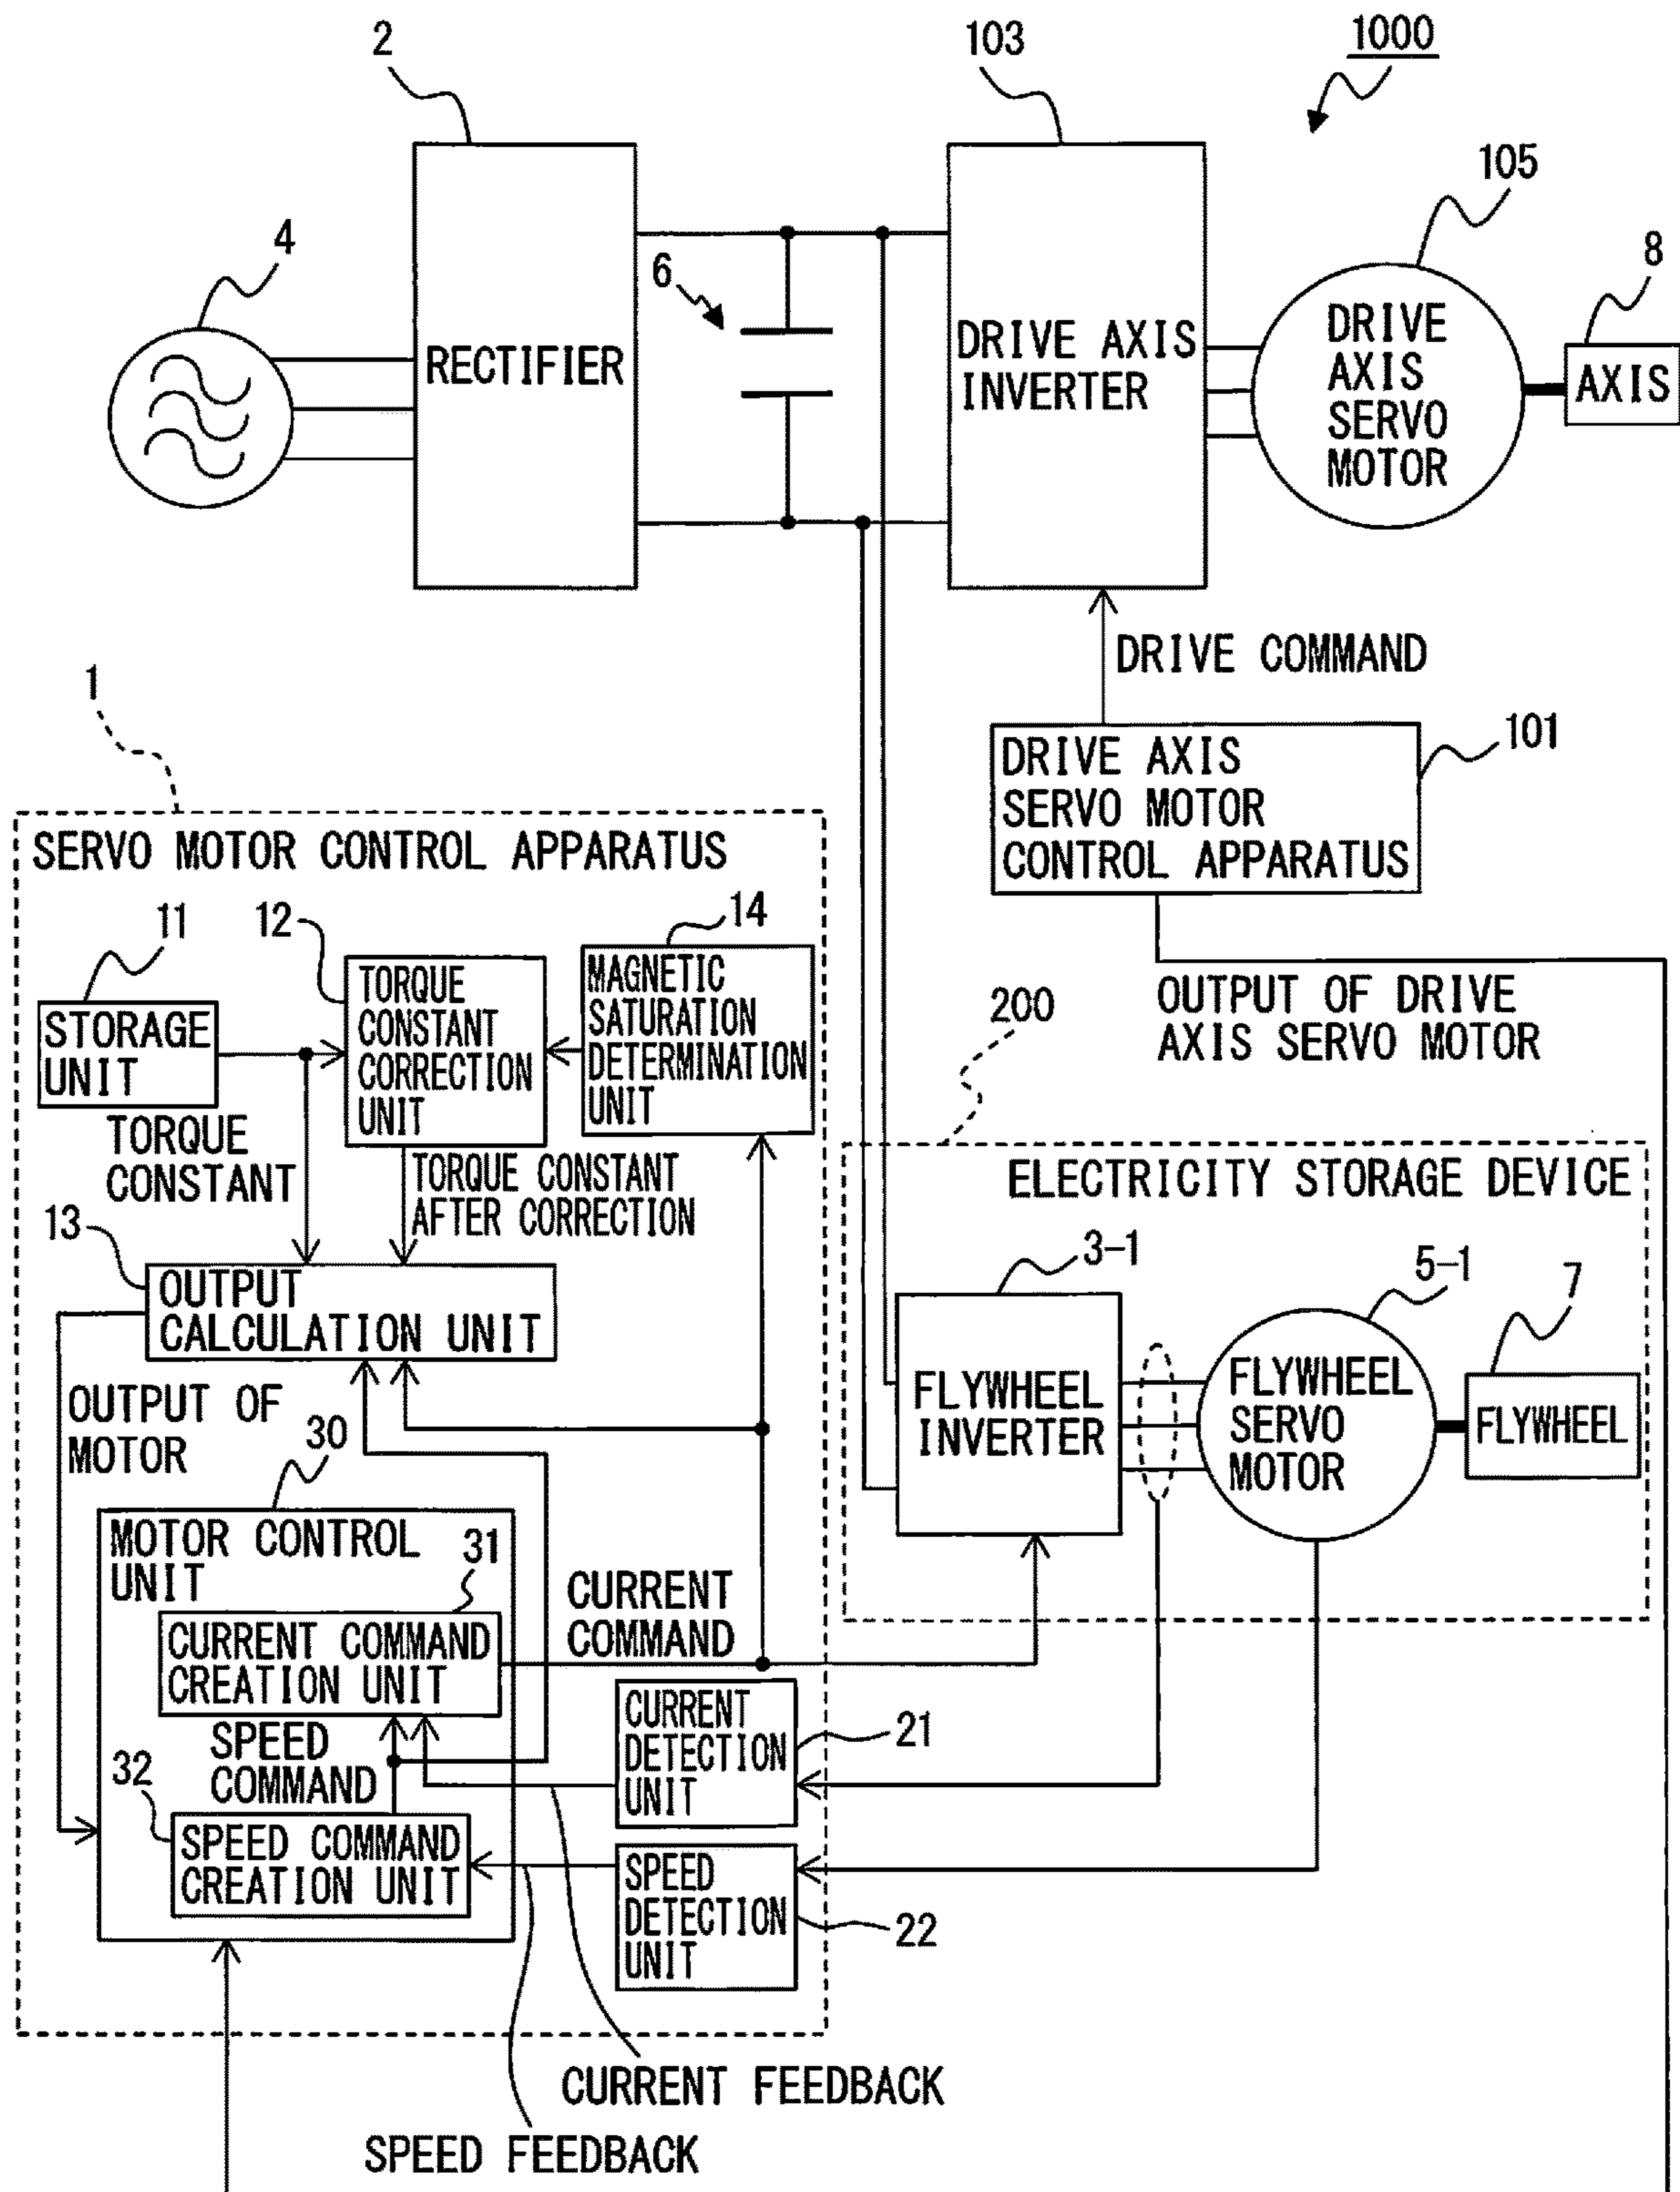 2
103
1000
105
4
6
8
RECTIFIER
DRIVE AXIS
INVERTER
DRIVE
AXIS
SERVO
MOTOR
AXIS
DRIVE COMMAND
1
101
DRIVE AXIS
SERVO MOTOR
CONTROL APPARATUS
SERVO MOTOR CONTROL APPARATUS
11
12
14
STORAGE
UNIT
TORQUE
CONSTANT
CORRECTION
UNIT
MAGNETIC
SATURATION
DETERMINATION
UNIT
200
OUTPUT OF DRIVE
AXIS SERVO MOTOR
TORQUE
CONSTANT
TORQUE CONSTANT
AFTER CORRECTION
ELECTRICITY STORAGE DEVICE
13
OUTPUT
CALCULATION UNIT
3-1
5-1
7
FLYWHEEL
INVERTER
FLYWHEEL
SERVO
MOTOR
FLYWHEEL
OUTPUT OF
MOTOR
30
MOTOR CONTROL
UNIT
31
CURRENT
COMMAND
CURRENT COMMAND
CREATION UNIT
SPEED
COMMAND
CURRENT
DETECTION
UNIT
21
32
SPEED COMMAND
CREATION UNIT
SPEED
DETECTION
UNIT
22
CURRENT FEEDBACK
SPEED FEEDBACK